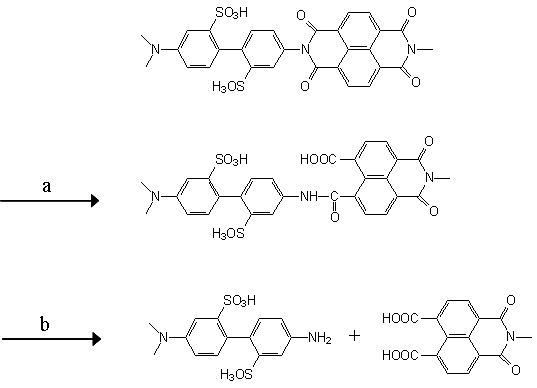 SO₃H O O
N N N
H₃OS O O
a
SO₃H HOOC O
N NH N
H₃OS O O
b
SO₃H HOOC O
N NH₂ + N
H₃OS HOOC O